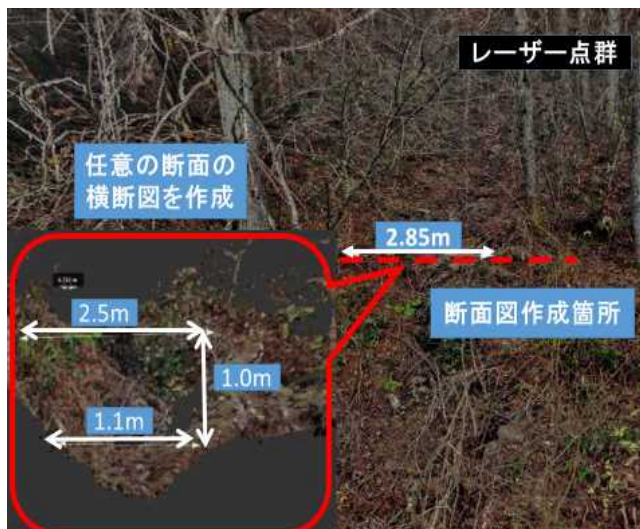 レーザー点群
任意の断面の
横断図を作成
2.85m
2.5m
断面図作成箇所
1.0m
1.1m